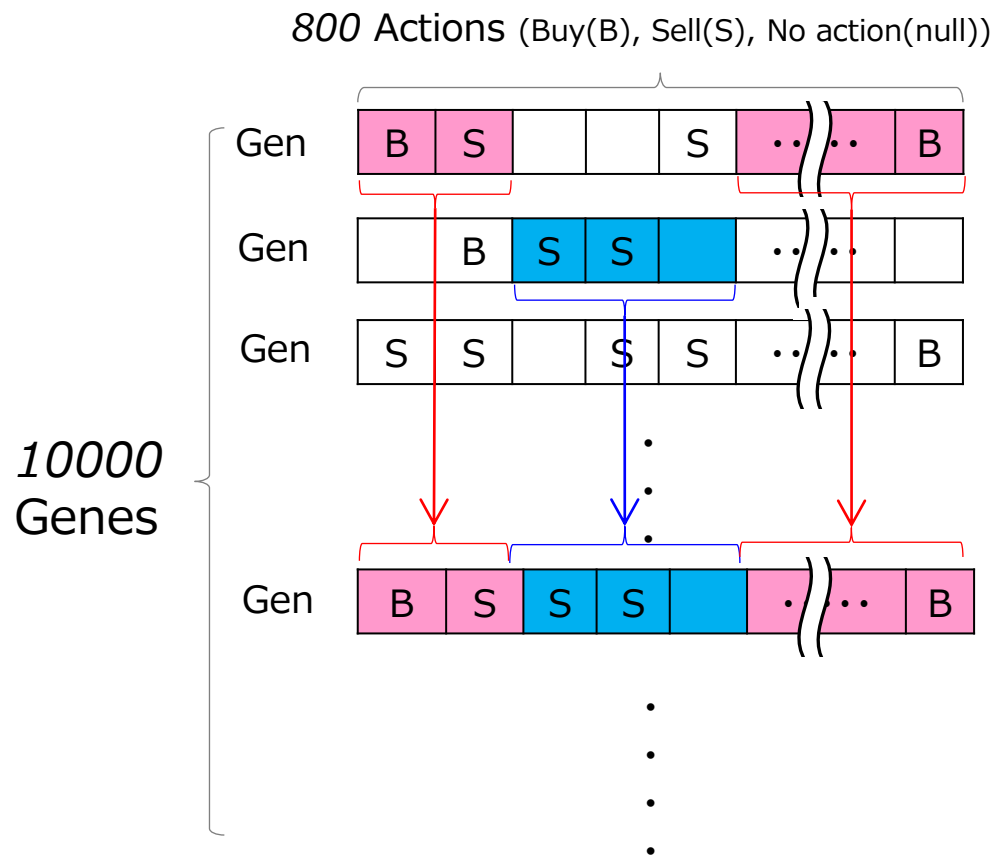 800 Actions (Buy(B), Sell(S), No action(null))
Gen B S S ..... B
Gen B S S .....
Gen S S S S ..... B
10000
Genes
Gen B S S S ..... B